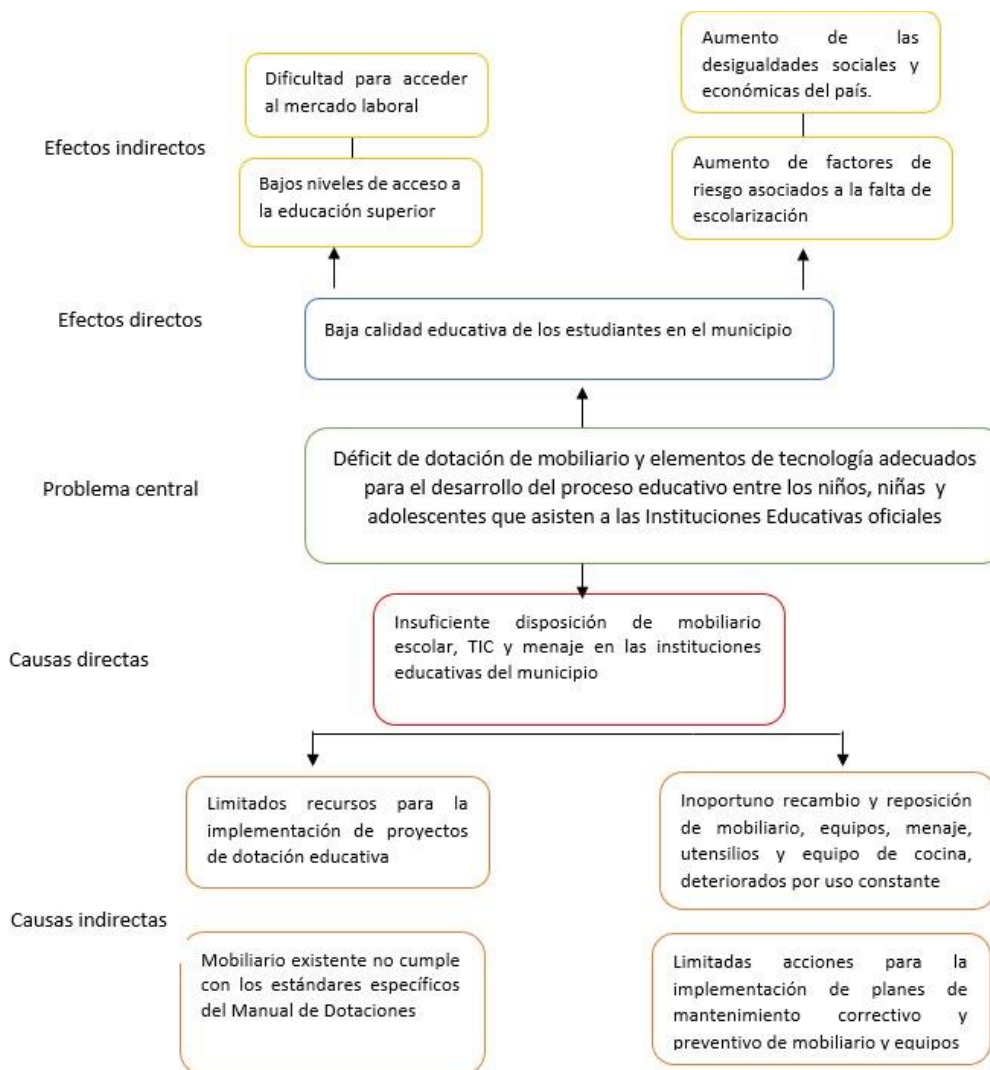 Dificultad para acceder
al mercado laboral
Aumento de las
desigualdades sociales y
económicas del país.
Efectos indirectos
Bajos niveles de acceso a
la educación superior
Aumento de factores de
riesgo asociados a la falta de
escolarización
Efectos directos
Baja calidad educativa de los estudiantes en el municipio
Problema central
Déficit de dotación de mobiliario y elementos de tecnología adecuados
para el desarrollo del proceso educativo entre los niños, niñas y
adolescentes que asisten a las Instituciones Educativas oficiales
Causas directas
Insuficiente disposición de mobiliario
escolar, TIC y menaje en las instituciones
educativas del municipio
Limitados recursos para la
implementación de proyectos
de dotación educativa
Inoportuno recambio y reposición
de mobiliario, equipos, menaje,
utensilios y equipo de cocina,
deteriorados por uso constante
Causas indirectas
Mobiliario existente no cumple
con los estándares específicos
del Manual de Dotaciones
Limitadas acciones para la
implementación de planes de
mantenimiento correctivo y
preventivo de mobiliario y equipos